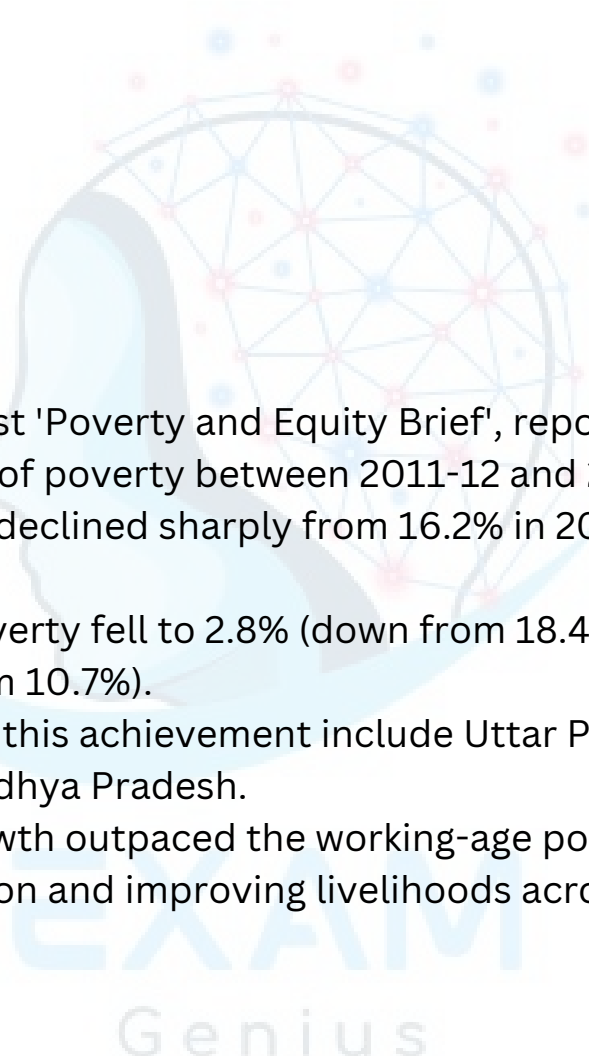 st 'Poverty and Equity Brief', repo
of poverty between 2011-12 and 2
declined sharply from 16.2% in 20
verty fell to 2.8% (down from 18.4
m 10.7%).
this achievement include Uttar P
dhya Pradesh.
wth outpaced the working-age po
on and improving livelihoods acro
EXAM
Genius